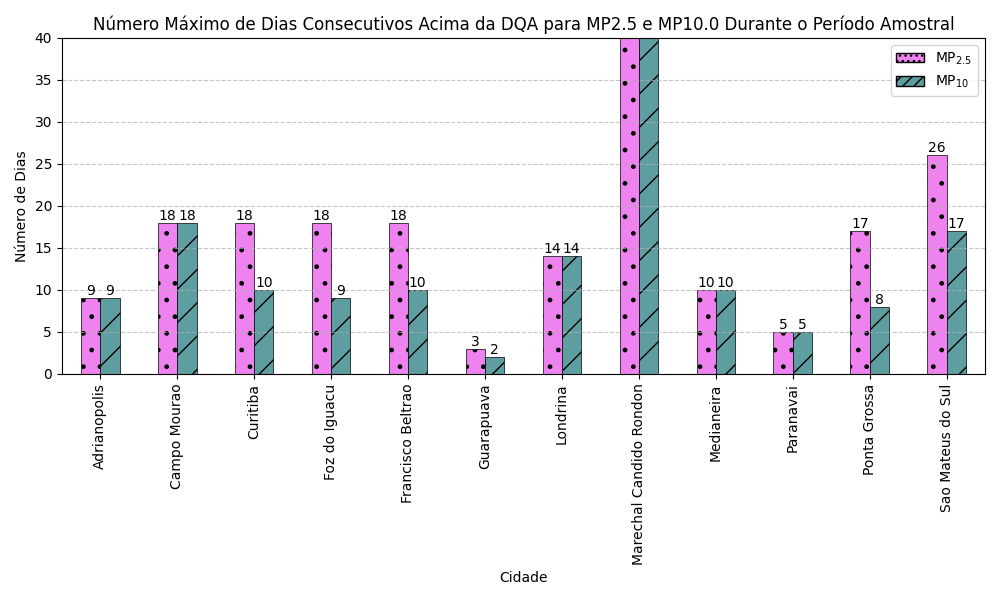 Número Máximo de Dias Consecutivos Acima da DQA para MP2.5 e MP10.0 Durante o Período Amostral
MP2.5
MP10
Número de Dias
40
35
30
25
20
15
10
5
0
9 9 18 18 18 10 18 9 18 10 3 2 14 14 10 10 5 5 17 8 26 17
Adrianopolis
Campo Mourao
Curitiba
Foz do Iguacu
Francisco Beltrao
Guarapuava
Londrina
Marechal Candido Rondon
Medianeira
Paranavai
Ponta Grossa
Sao Mateus do Sul
Cidade